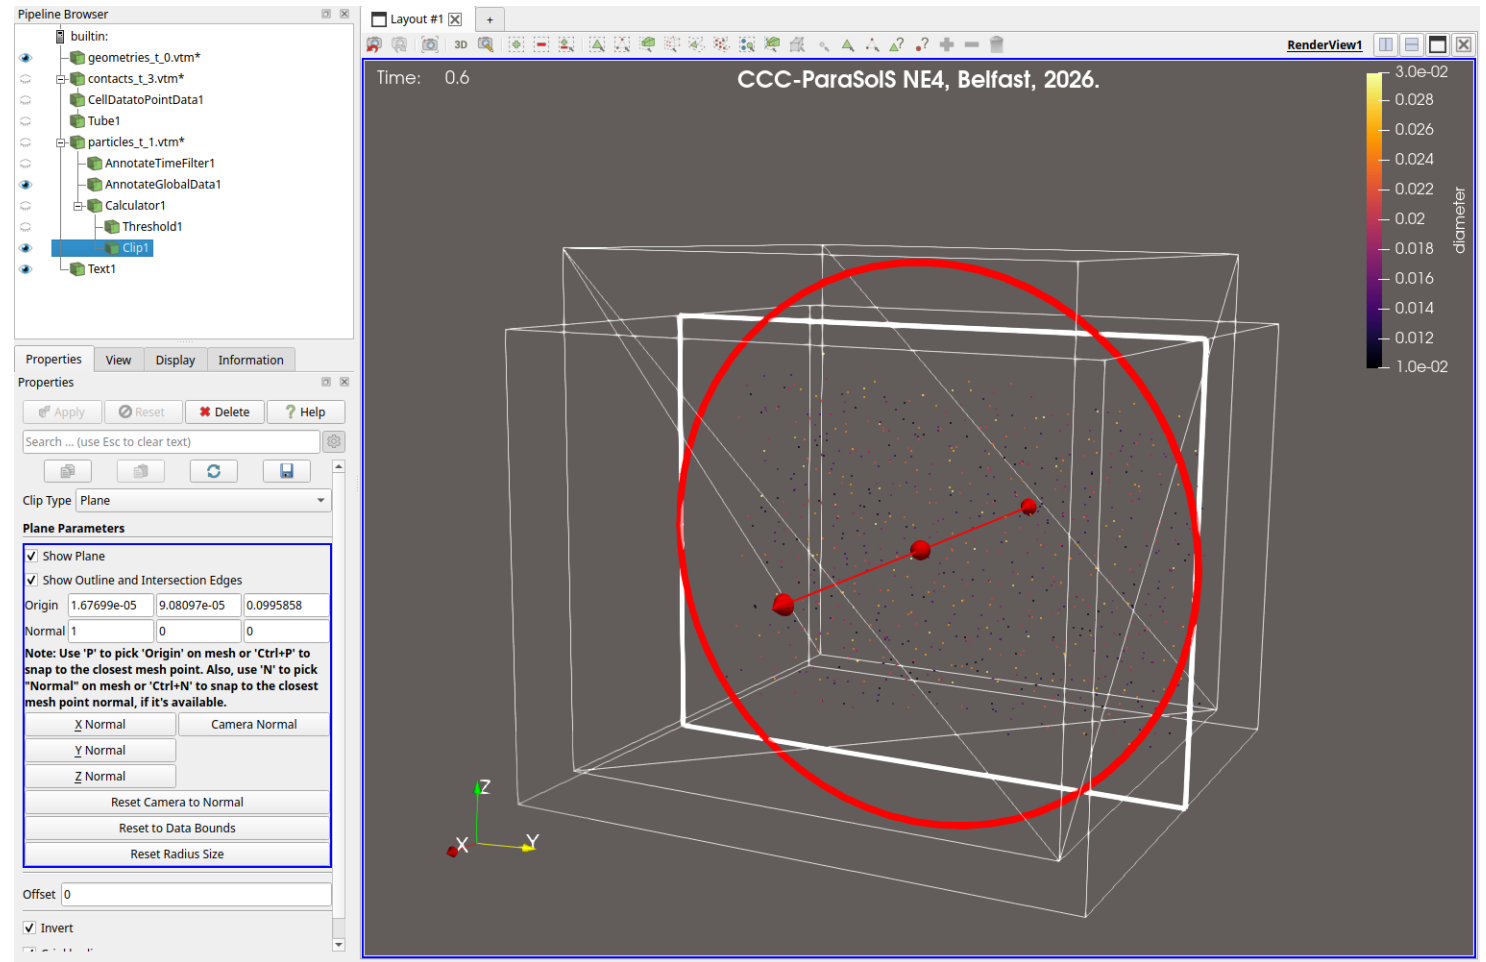 Pipeline Browser
builtin:
geometries_t_0.vtm*
contacts_t_3.vtm*
CellDatatoPointData1
Tube1
particles_t_1.vtm*
AnnotateTimeFilter1
AnnotateGlobalData1
Calculator1
Threshold1
Clip1
Text1
Properties View Display Information
Properties
Apply Reset Delete ? Help
Search ... (use Esc to clear text)
Clip Type Plane
Plane Parameters
Show Plane
Show Outline and Intersection Edges
Origin 1.67699e-05 9.08097e-05 0.0995858
Normal 1 0 0
Note: Use 'P' to pick 'Origin' on mesh or 'Ctrl+P' to
snap to the closest mesh point. Also, use 'N' to pick
"Normal" on mesh or 'Ctrl+N' to snap to the closest
mesh point normal, if it's available.
X Normal Camera Normal
Y Normal
Z Normal
Reset Camera to Normal
Reset to Data Bounds
Reset Radius Size
Offset 0
Invert
Layout #1 +
3D RenderView1
Time: 0.6
CCC-ParaSolS NE4, Belfast, 2026.
3.0e-02
0.028
0.026
0.024
0.022
0.02
0.018
0.016
0.014
0.012
1.0e-02
diameter
Z
X Y